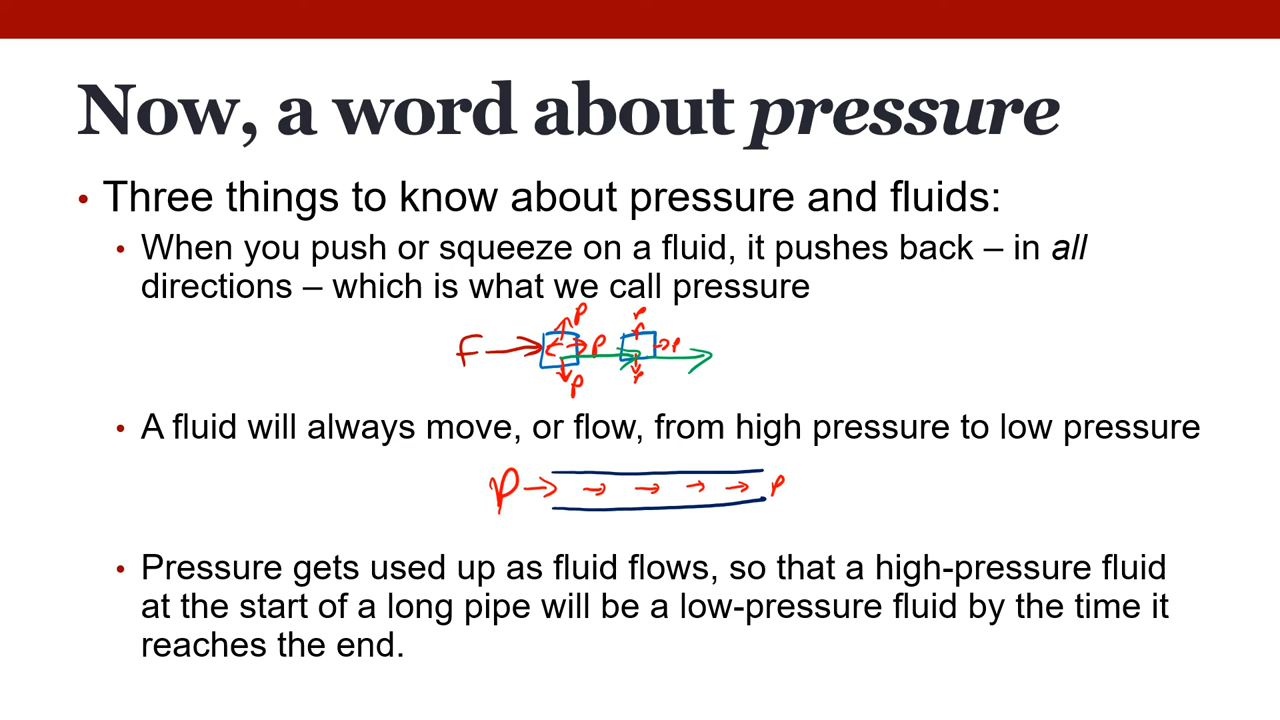 Now, a word about pressure
• Three things to know about pressure and fluids:
• When you push or squeeze on a fluid, it pushes back – in all
directions – which is what we call pressure
P
P
F
P
P
P
P
P
• A fluid will always move, or flow, from high pressure to low pressure
P
P
• Pressure gets used up as fluid flows, so that a high-pressure fluid
at the start of a long pipe will be a low-pressure fluid by the time it
reaches the end.